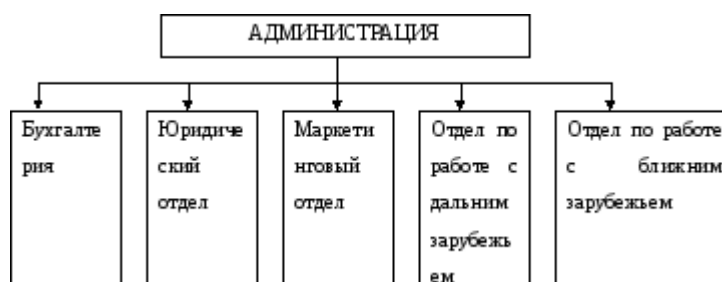 АДМИНИСТРАЦИЯ
Бухгалте
рия
Юридиче
ский
отдел
Маркети
нговый
отдел
Отдел по
работе с
дальним
зарубежь
ем
Отдел по работе
с ближним
зарубежьем